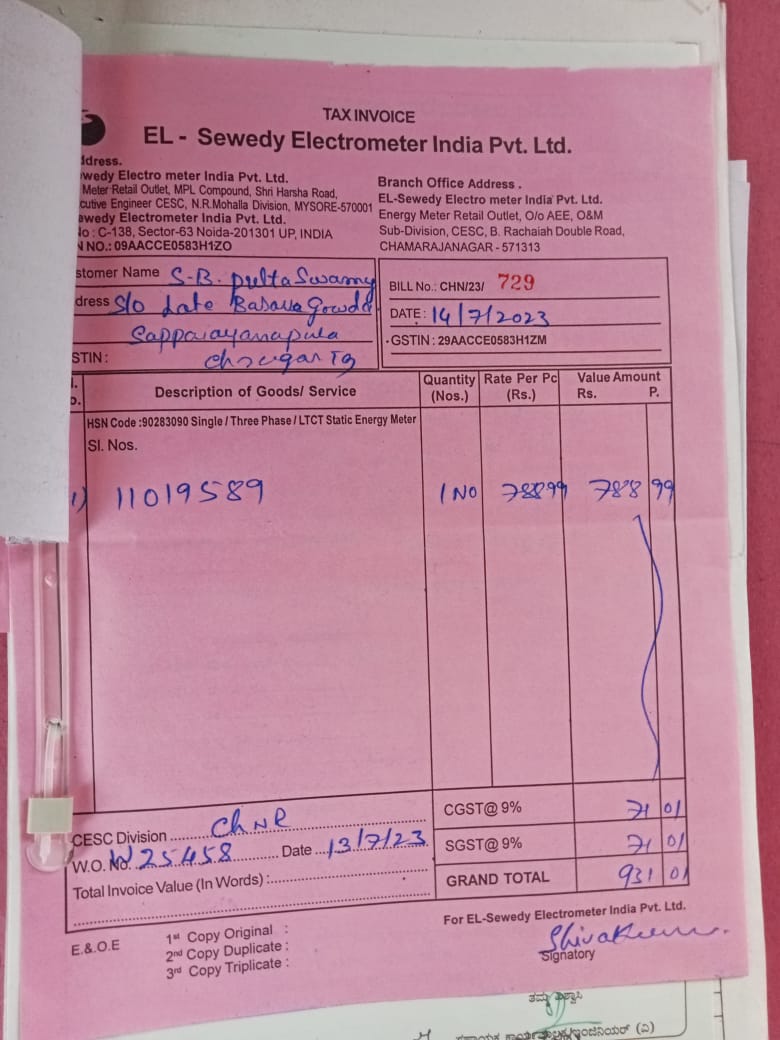 TAX INVOICE
EL - Sewedy Electrometer India Pvt. Ltd.
ddress.
wedy Electro meter India Pvt. Ltd.
Meter Retail Outlet, MPL Compound, Shri Harsha Road,
cutive Engineer CESC, N.R.Mohalla Division, MYSORE-570001
ewedy Electrometer India Pvt. Ltd.
No : C-138, Sector-63 Noida-201301 UP, INDIA
N NO.: 09AACCE0583H1ZO
Branch Office Address .
EL-Sewedy Electro meter India Pvt. Ltd.
Energy Meter Retail Outlet, O/o AEE, O&M
Sub-Division, CESC, B. Rachaiah Double Road,
CHAMARAJANAGAR - 571313
stomer Name S-B. puttaSwamy
dress S/o Late Basava Gowda
Sappaiayanapula
STIN :
BILL No.: CHN/23/ 729
DATE : 14/7/2023
GSTIN : 29AACCE0583H1ZM
Description of Goods/ Service Quantity (Nos.) Rate Per Pc (Rs.) Value Amount Rs. P.
HSN Code :90283090 Single / Three Phase / LTCT Static Energy Meter
Sl. Nos.
1) 11019589 1 NO 78899 788 99
CGST@ 9% 71 01
SGST@ 9% 71 01
GRAND TOTAL 931 01
CESC Division ChNR
W.O. No. W25458 Date 13/7/23
Total Invoice Value (In Words) :
E.& O.E
1st Copy Original :
2nd Copy Duplicate :
3rd Copy Triplicate :
For EL-Sewedy Electrometer India Pvt. Ltd.
Signatory